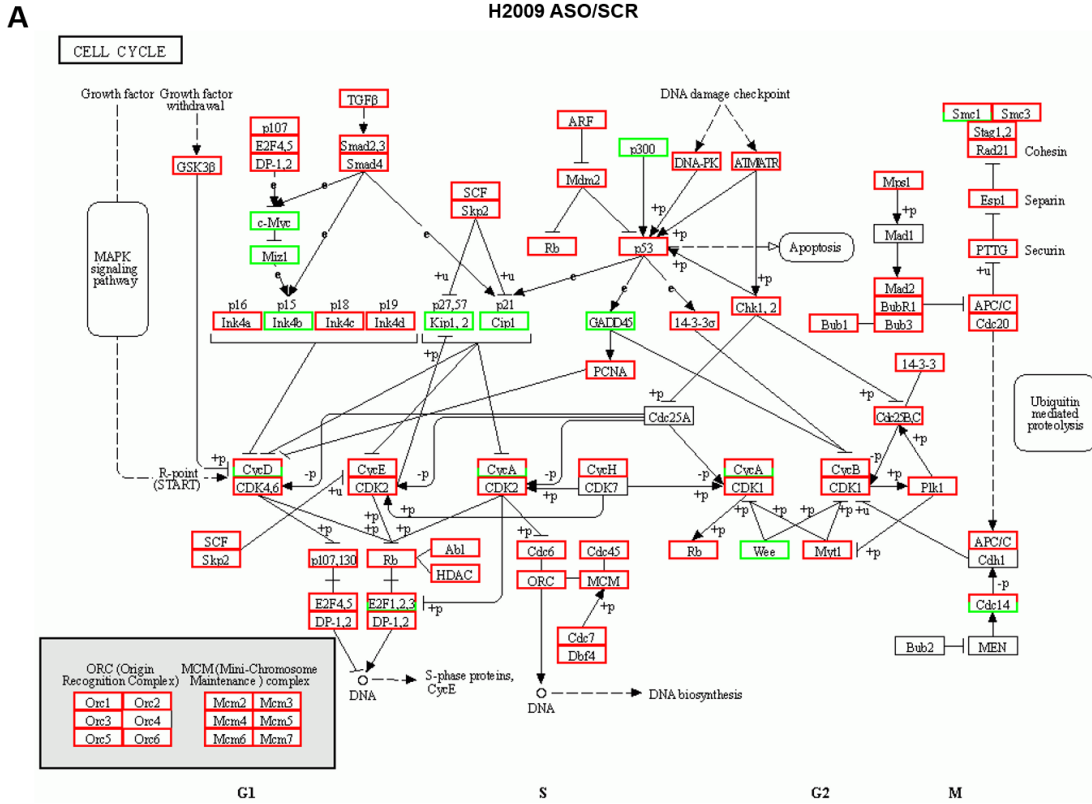 A
H2009 ASO/SCR
CELL CYCLE
Growth factor
Growth factor
withdrawal
TGFβ
DNA damage checkpoint
Smc1
Smc3
Stag1,2
Rad21
Cohesin
p107
E2F4,5
DP-1,2
ARF
p300
GSK3β
Smad2,3
Smad4
DNA-PK
ATM/ATR
Mdm2
Mps1
SCF
Skp2
e
e
+p
+p
Esp1
Separin
c-Myc
Rb
p53
+p
Apoptosis
Mad1
PTTG
Securin
MAPK
signaling
pathway
Miz1
e
e
e
+u
+u
e
e
+p
+p
+u
Mad2
BubR1
Bub3
Bub1
APC/C
Cdc20
p16
Ink4a
p15
Ink4b
p18
Ink4c
p19
Ink4d
p27,57
Kip1, 2
p21
Cip1
GADD45
14-3-3σ
Chk1, 2
+p
PCNA
14-3-3
Ubiquitin
mediated
proteolysis
+p
Cdc25A
+p
Cdc25B,C
R-point
(START)
+p
CycD
CDK4,6
-p
CycE
CDK2
+u
-p
CycA
CDK2
-p
+p
CycH
CDK7
-p
+p
CycA
CDK1
CycB
CDK1
-p
+p
+p
Plk1
SCF
Skp2
+p
+p
+p
+p
+p
+p
+p
+p
+p
+u
p107,130
Rb
Abl
HDAC
Cdc6
Cdc45
ORC
MCM
Rb
Wee
Myt1
+p
APC/C
Cdh1
-p
E2F4,5
DP-1,2
E2F1,2,3
DP-1,2
+p
+p
Cdc7
Dbf4
Cdc14
Bub2
MEN
DNA
S-phase proteins,
CycE
DNA
DNA biosynthesis
ORC (Origin
Recognition Complex)
MCM (Mini-Chromosome
Maintenance ) complex
Orc1
Orc2
Orc3
Orc4
Orc5
Orc6
Mcm2
Mcm3
Mcm4
Mcm5
Mcm6
Mcm7
G1
S
G2
M